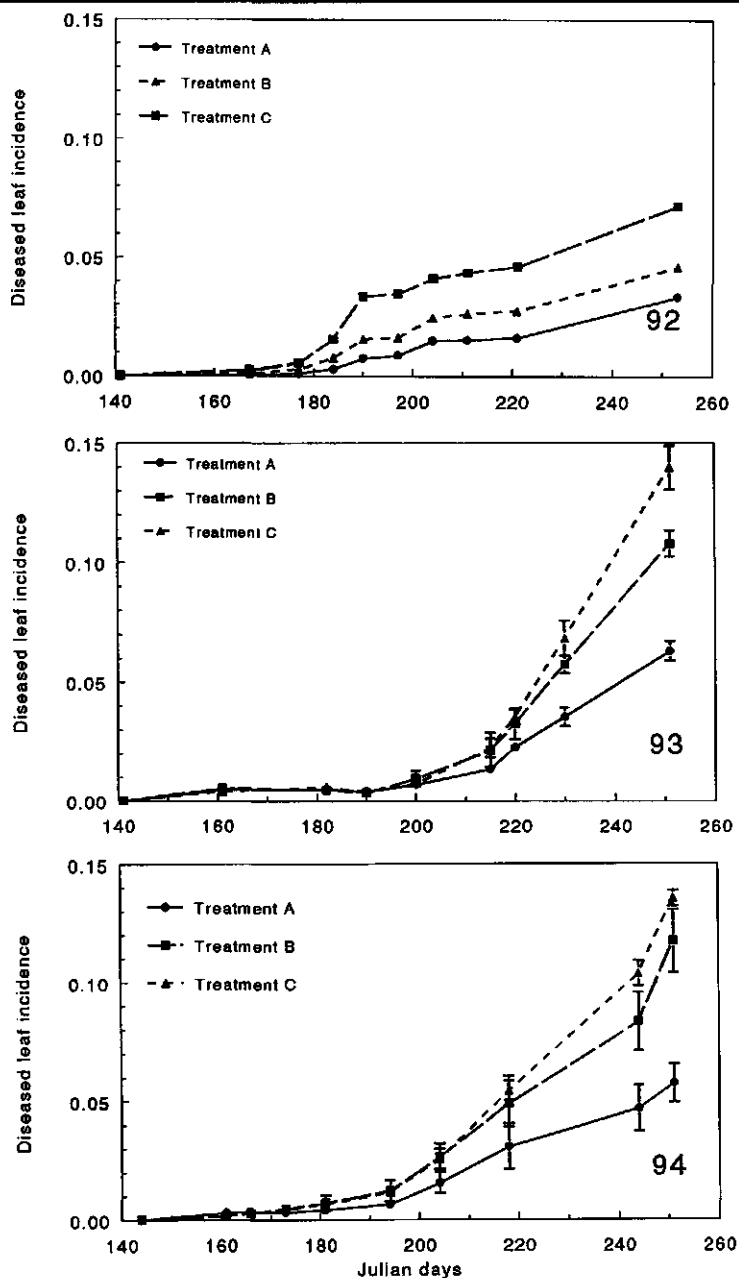 0.15
Treatment A
Treatment B
Treatment C
0.10
Diseased leaf incidence
0.05
92
0.00
140 160 180 200 220 240 260
0.15
Treatment A
Treatment B
Treatment C
0.10
Diseased leaf incidence
0.05
93
0.00
140 160 180 200 220 240 260
0.15
Treatment A
Treatment B
Treatment C
0.10
Diseased leaf incidence
0.05
94
0.00
140 160 180 200 220 240 260
Julian days